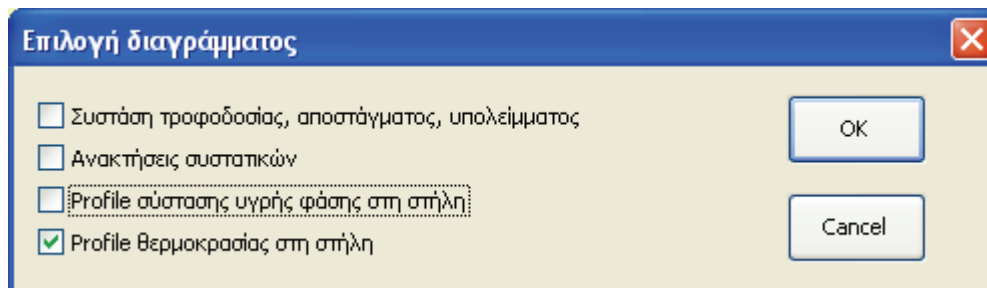 Επιλογή διαγράμματος
Συστάση τροφοδοσίας, αποστάγματος, υπολείμματος
Ανακτήσεις συστατικών
Profile σύστασης υγρής φάσης στη στήλη
Profile θερμοκρασίας στη στήλη
OK
Cancel